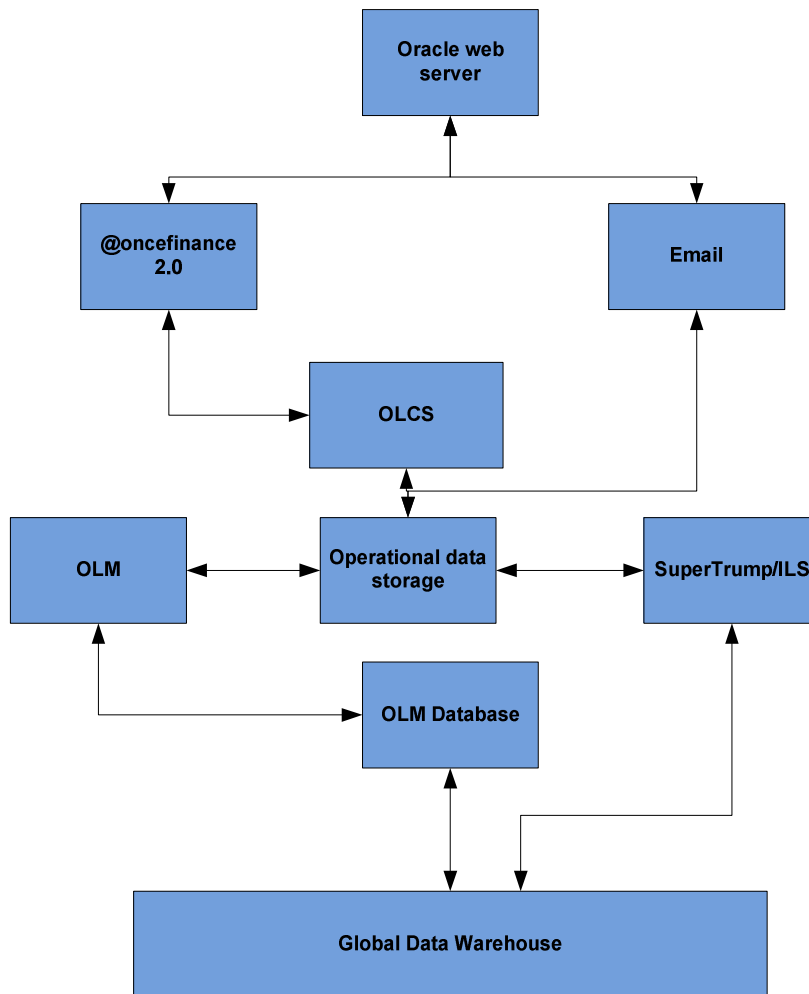 Oracle web
server
@oncefinance
2.0
Email
OLCS
OLM
Operational data
storage
SuperTrump/ILS
OLM Database
Global Data Warehouse